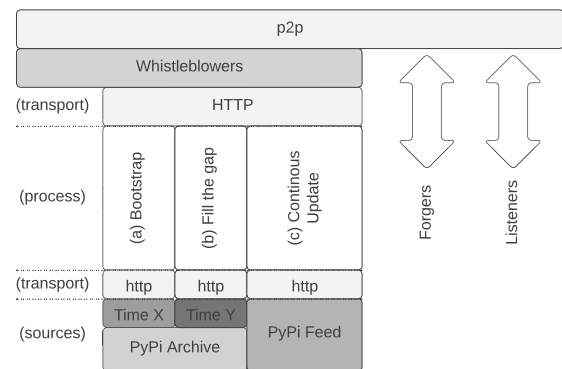 p2p
Whistleblowers
(transport)
HTTP
(process)
(a) Bootstrap
(b) Fill the gap
(c) Continous
Update
Forgers
Listeners
(transport)
http
http
http
(sources)
Time X
Time Y
PyPi Feed
PyPi Archive